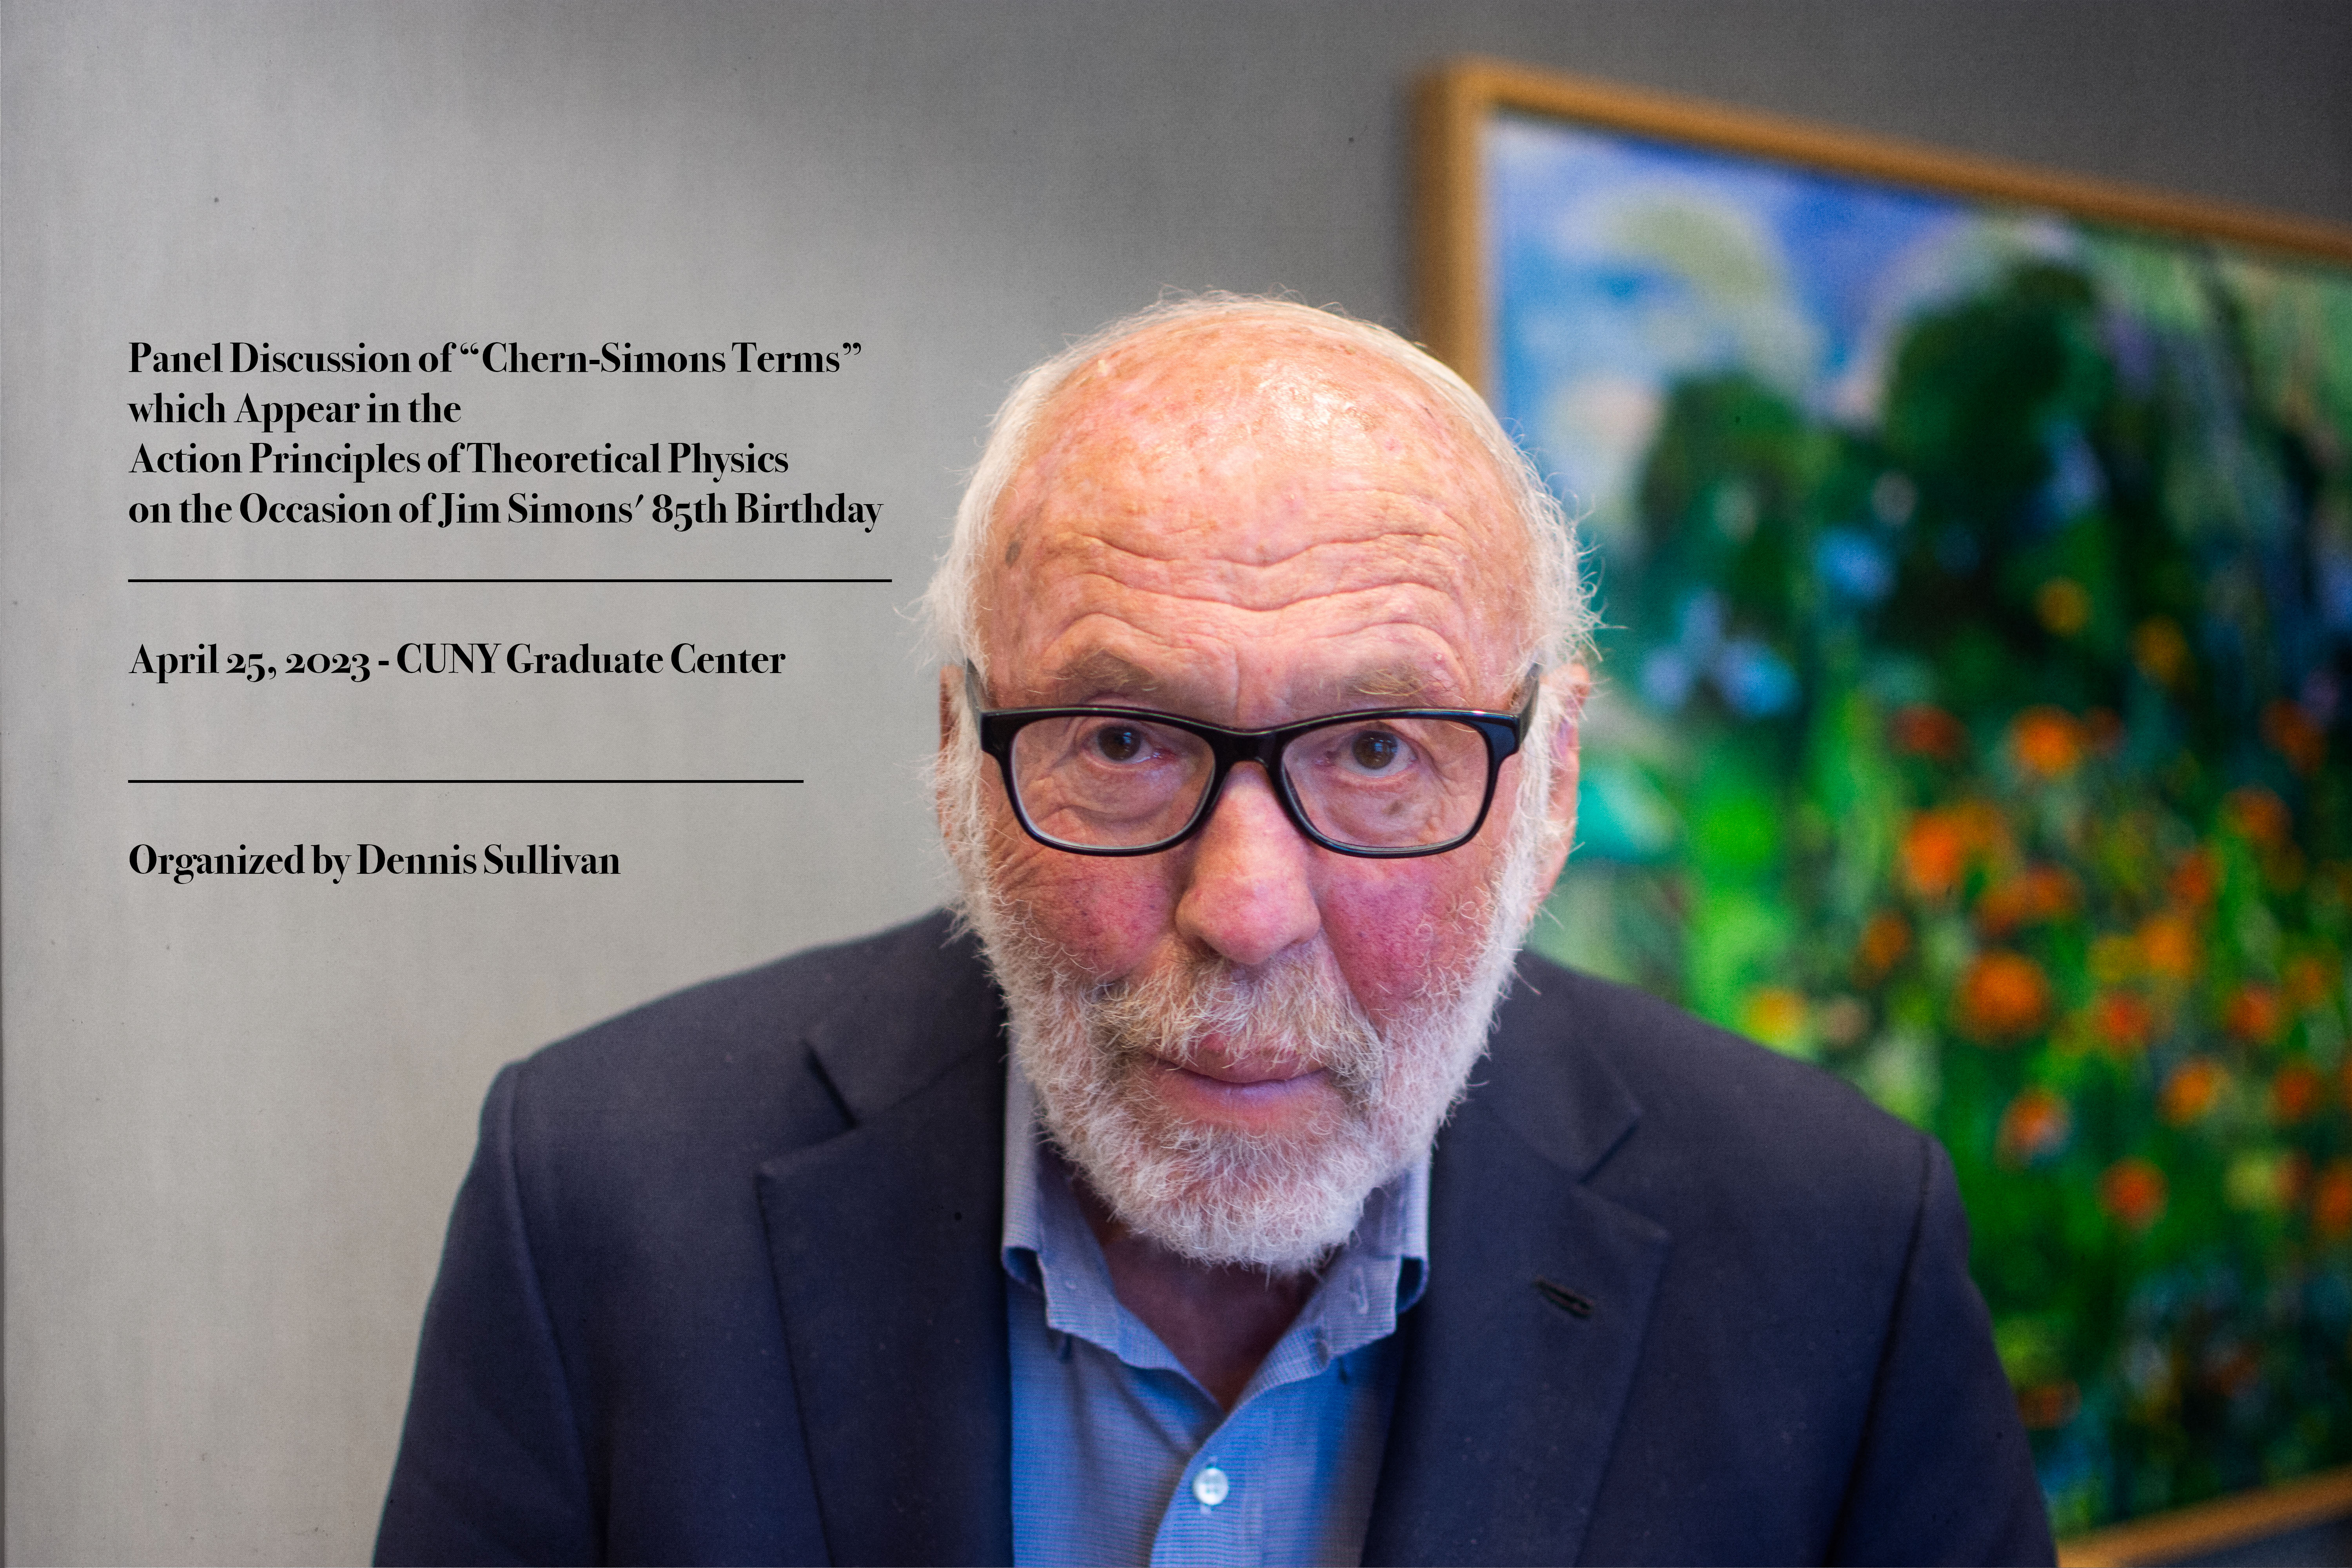 Panel Discussion of “Chern-Simons Terms”
which Appear in the
Action Principles of Theoretical Physics
on the Occasion of Jim Simons' 85th Birthday
April 25, 2023 - CUNY Graduate Center
Organized by Dennis Sullivan